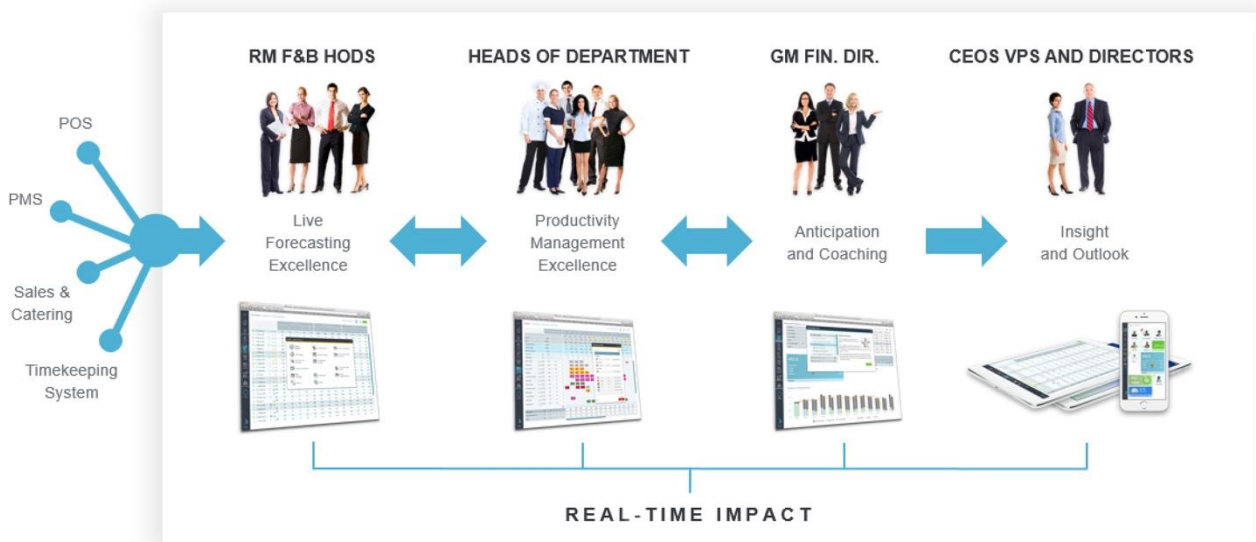 RM F&B HODS
HEADS OF DEPARTMENT
GM FIN. DIR.
CEOS VPS AND DIRECTORS
POS
PMS
Sales &
Catering
Timekeeping
System
Live
Forecasting
Excellence
Productivity
Management
Excellence
Anticipation
and Coaching
Insight
and Outlook
REAL-TIME IMPACT